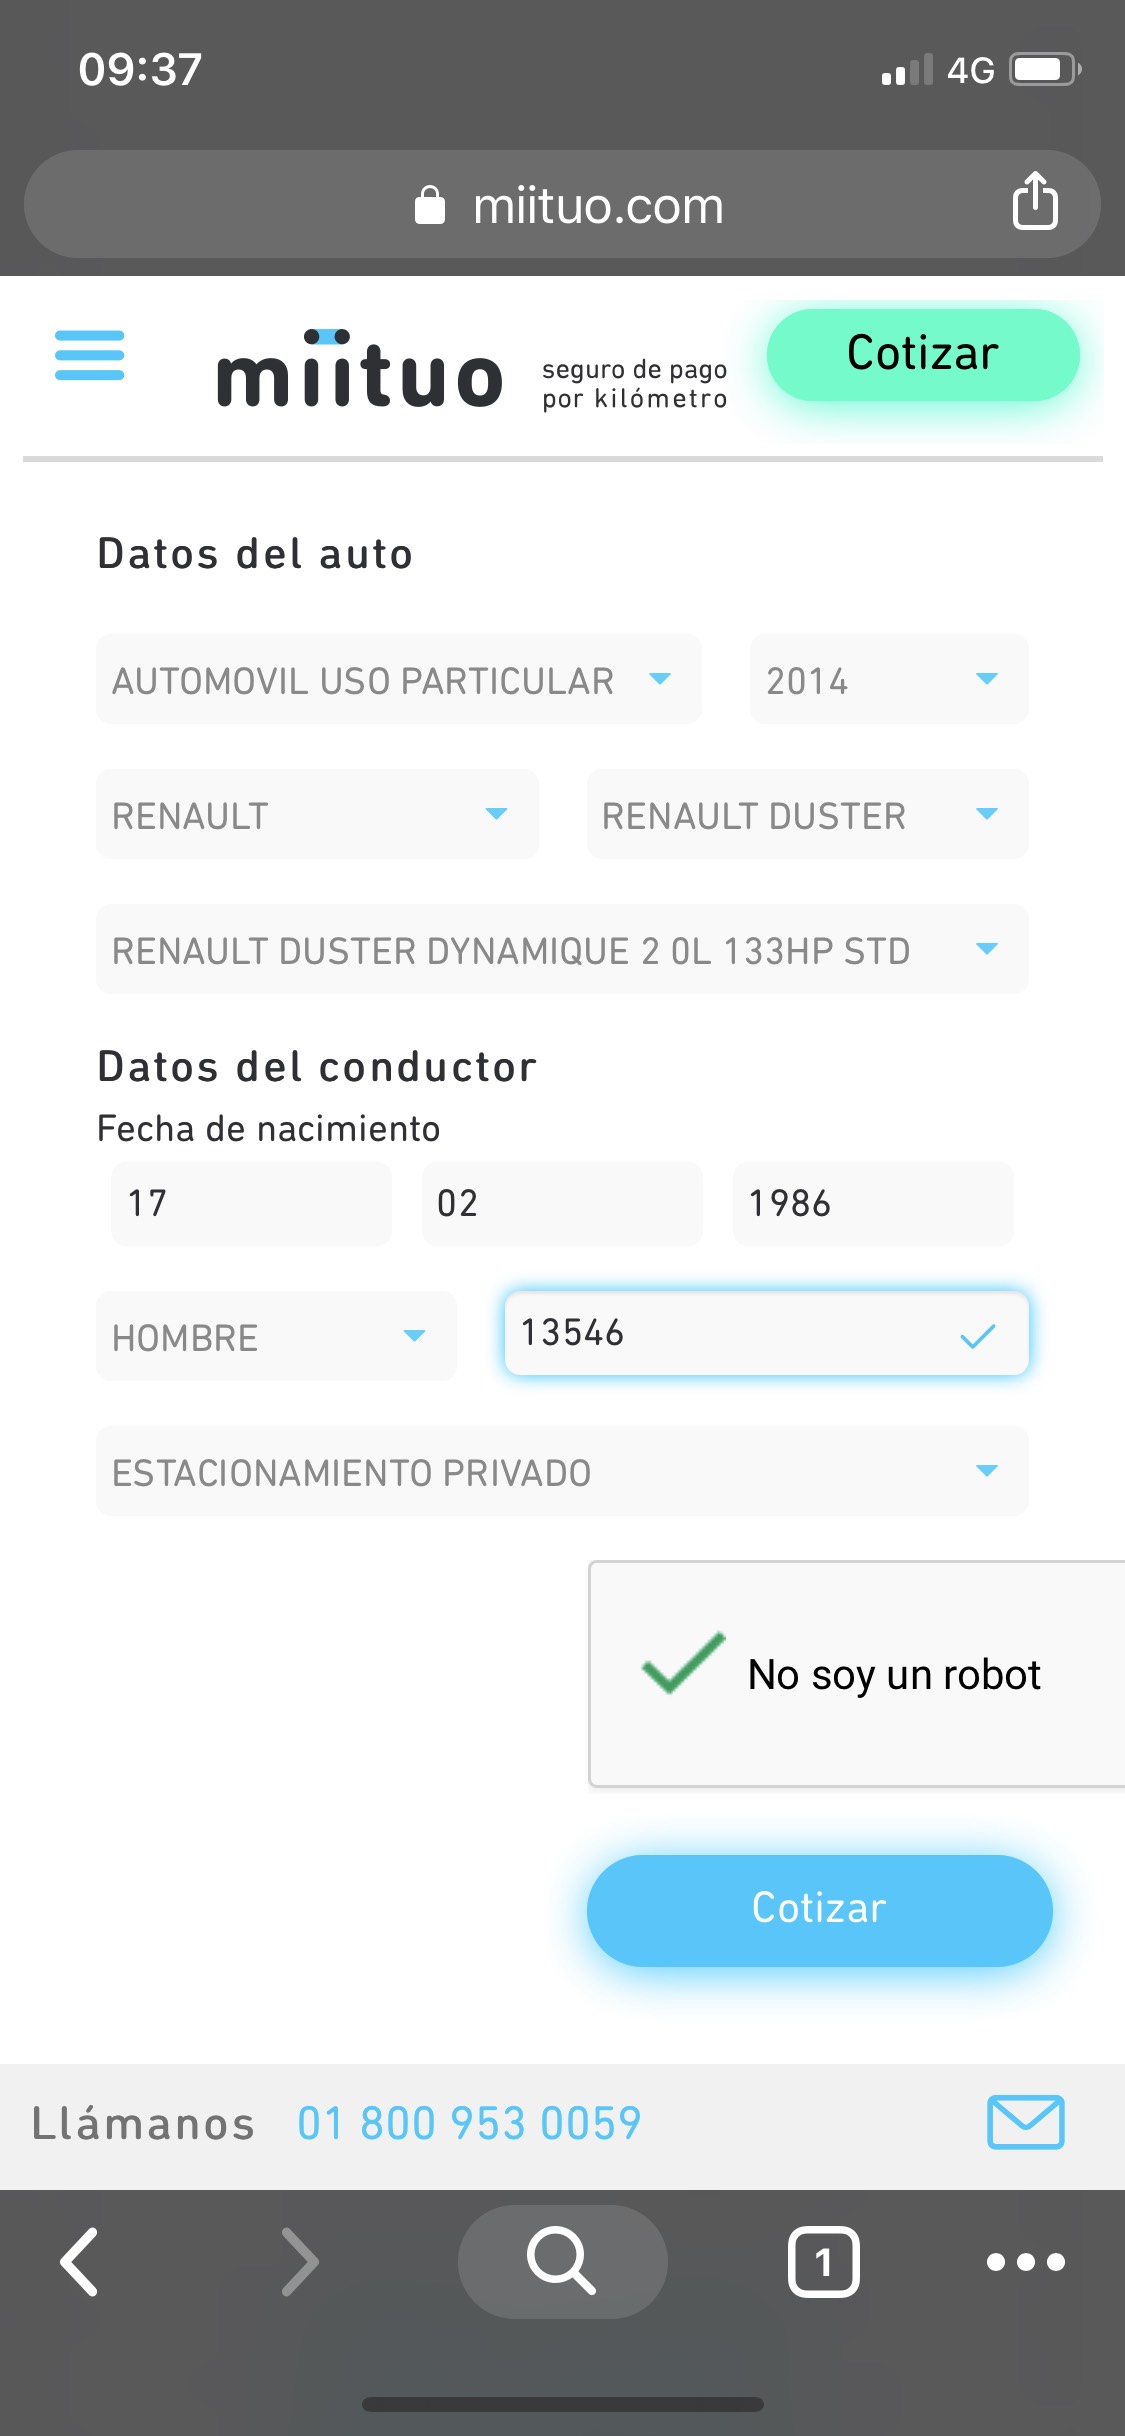 09:37
4G
miituo.com
miituo
seguro de pago
por kilómetro
Cotizar
Datos del auto
AUTOMOVIL USO PARTICULAR
2014
RENAULT
RENAULT DUSTER
RENAULT DUSTER DYNAMIQUE 2 0L 133HP STD
Datos del conductor
Fecha de nacimiento
17
02
1986
HOMBRE
13546
ESTACIONAMIENTO PRIVADO
No soy un robot
Cotizar
Llámanos 01 800 953 0059
1